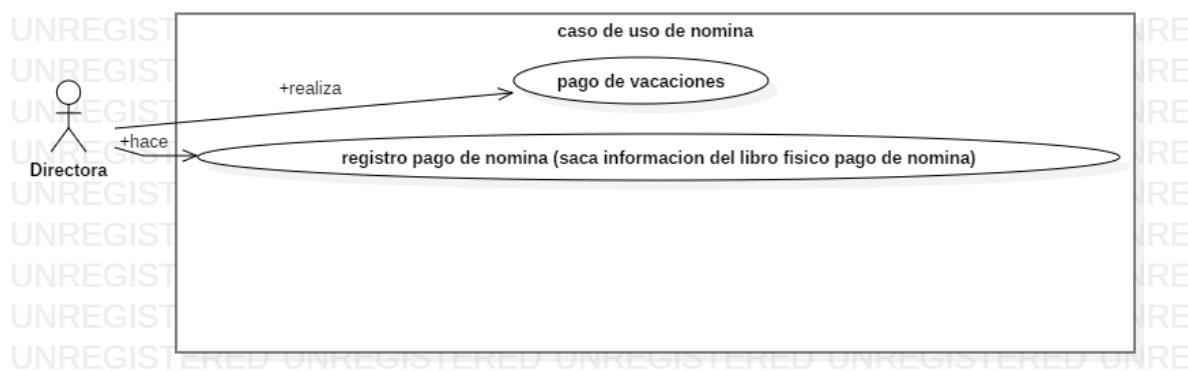 caso de uso de nomina
pago de vacaciones
+realiza
+hace
registro pago de nomina (saca informacion del libro fisico pago de nomina)
Directora
UNREGISTERED UNREGISTERED UNREGISTERED UNREGISTERED UNRE